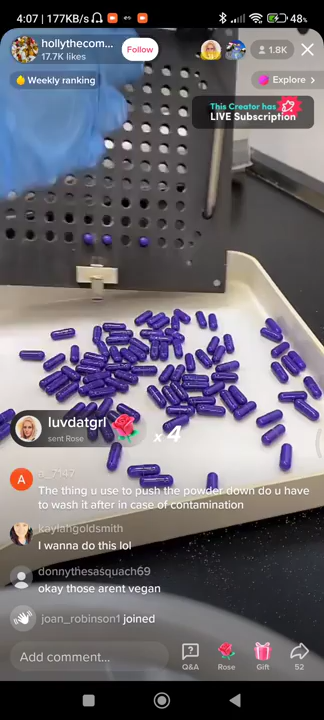 4:07 | 177KB/s
48%
hollythecom...
17.7K likes
Follow
1.8K
Weekly ranking
Explore >
This Creator has
LIVE Subscription
luvdatgrl
sent Rose
x 4
A
_7147
The thing u use to push the powder down do u have
to wash it after in case of contamination
kaylahgoldsmith
I wanna do this lol
donnythesasquach69
okay those arent vegan
joan_robinson1 joined
Add comment...
Q&A
Rose
Gift
52